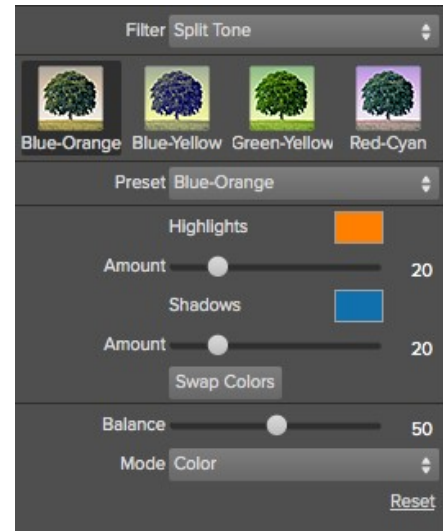 Filter Split Tone
Blue-Orange Blue-Yellow Green-Yellow Red-Cyan
Preset Blue-Orange
Highlights
Amount 20
Shadows
Amount 20
Swap Colors
Balance 50
Mode Color
Reset